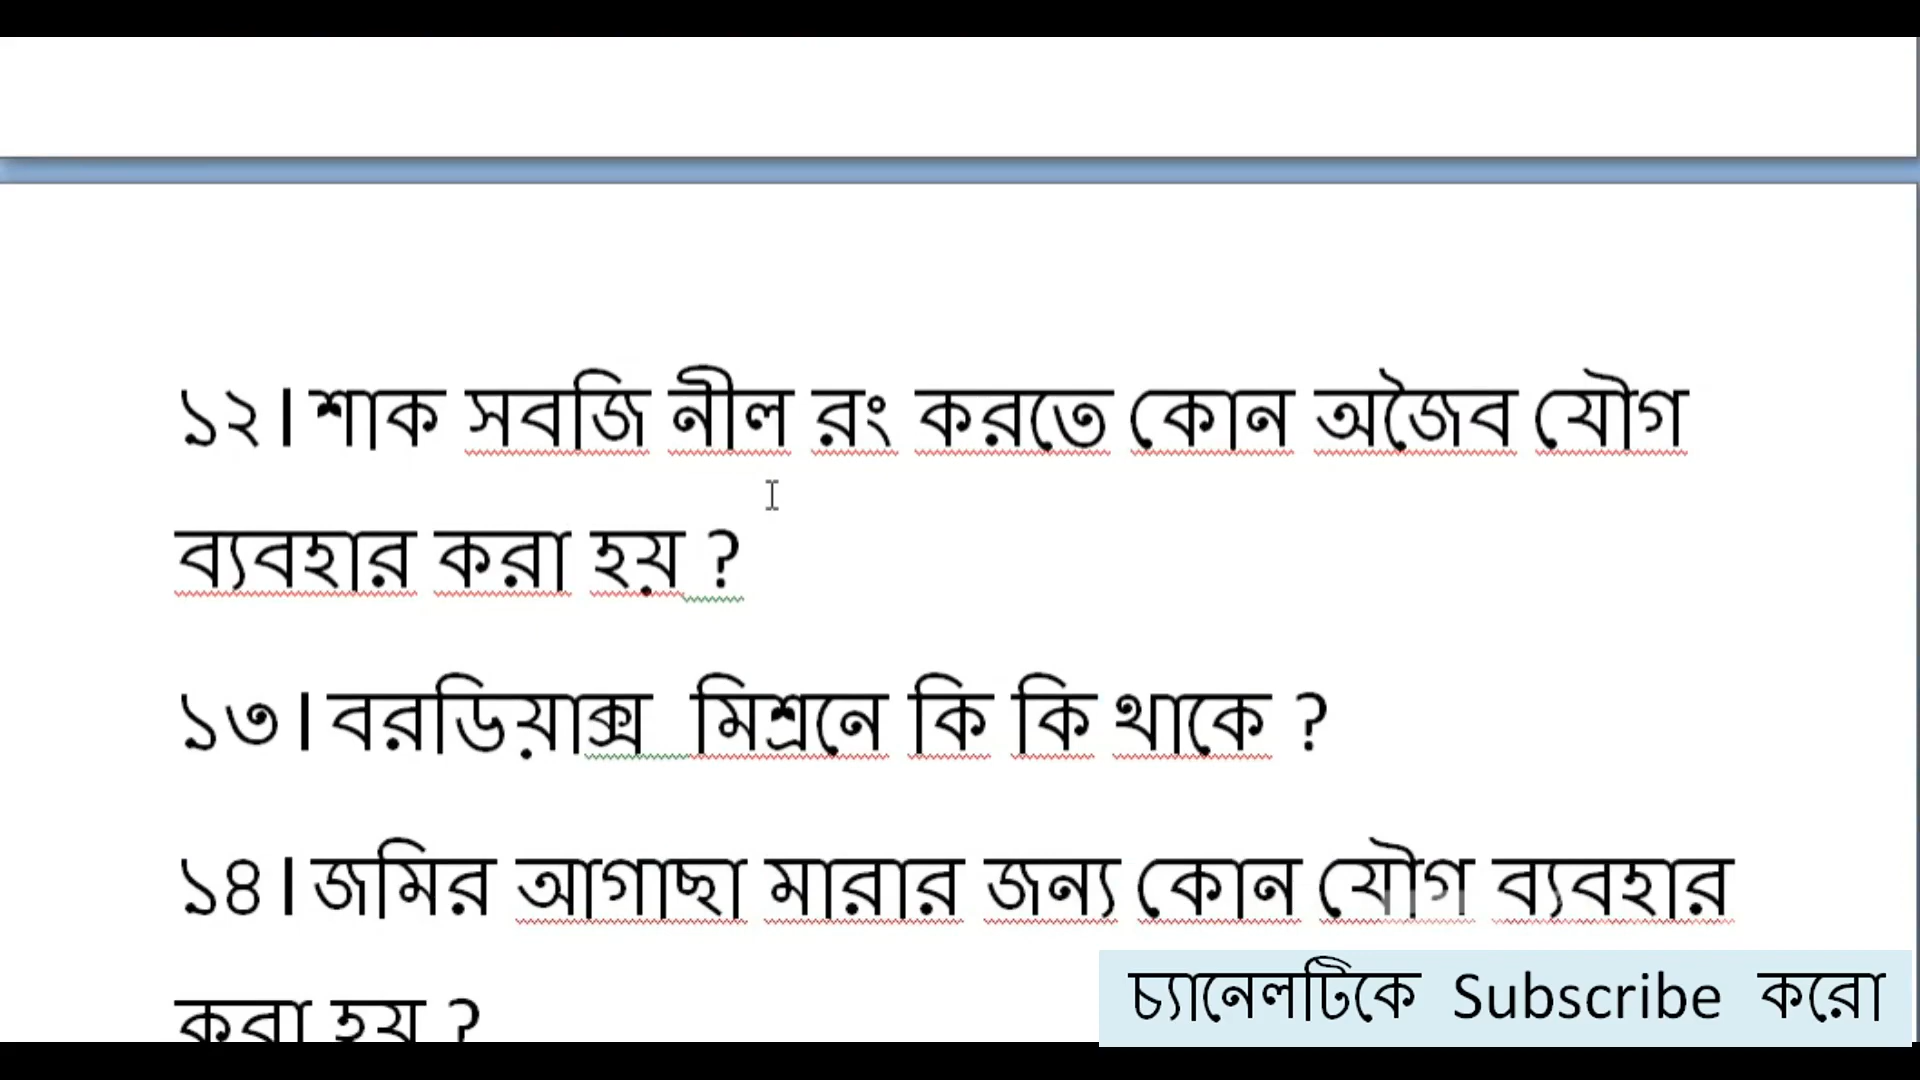 ১২। শাক সবজি নীল রং করতে কোন অজৈব যৌগ
ব্যবহার করা হয় ?
১৩। বরডিয়াক্স মিশ্রনে কি কি থাকে ?
১৪। জমির আগাছা মারার জন্য কোন যৌগ ব্যবহার
করা হয় ?
চ্যানেলটিকে Subscribe করো